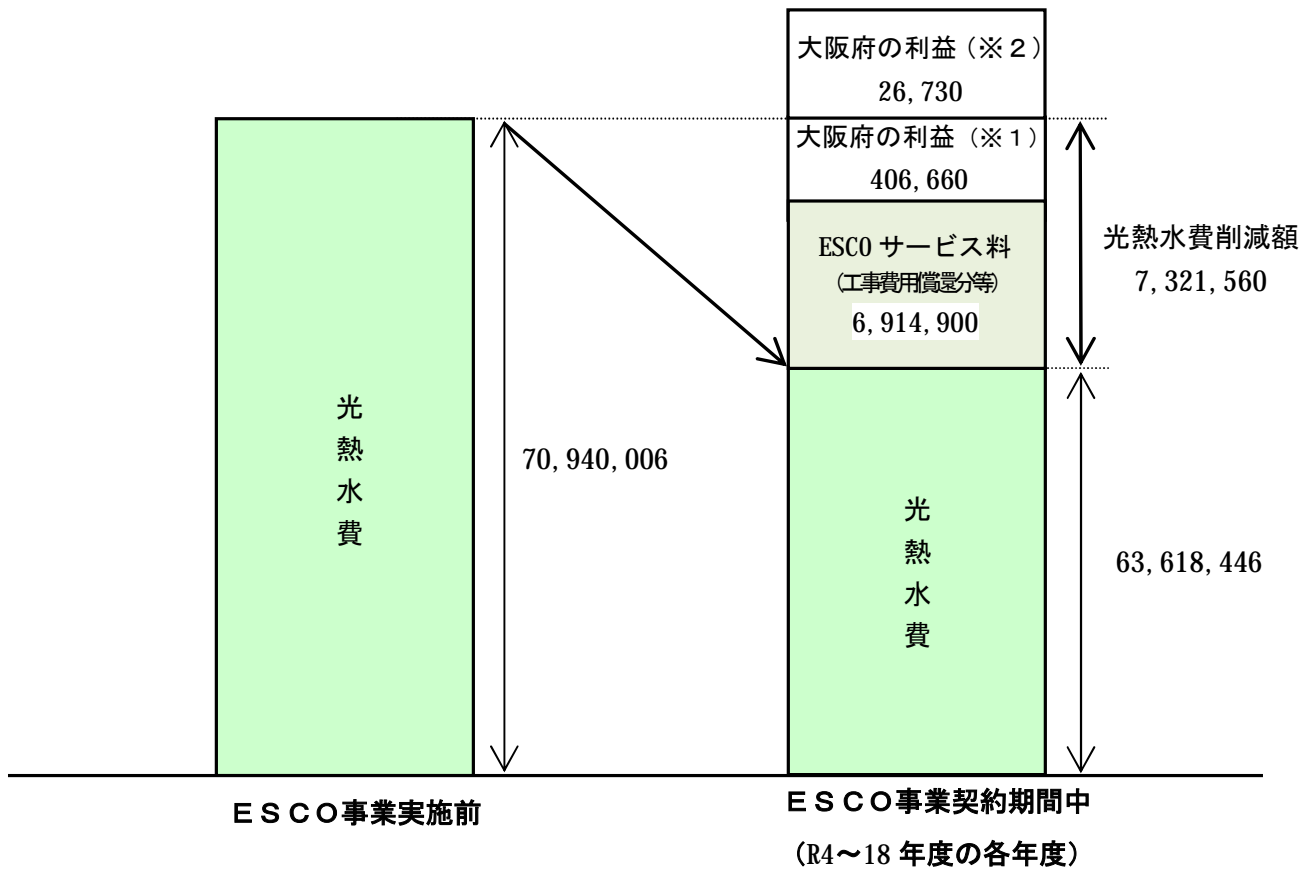 大阪府の利益（※２）
26,730
大阪府の利益（※１）
406,660
ESCO サービス料
（工事費用償還分等）
6,914,900
光熱水費削減額
7,321,560
光熱水費
70,940,006
光熱水費
63,618,446
ＥＳＣＯ事業実施前
ＥＳＣＯ事業契約期間中
（R4～18 年度の各年度）